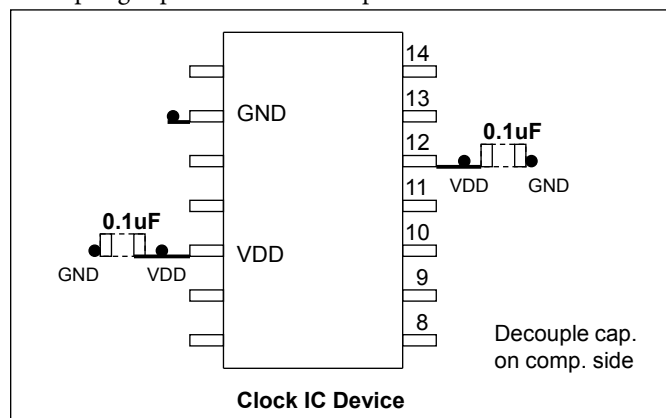 14
GND
13
0.1uF
12
VDD
GND
11
0.1uF
VDD
10
GND
VDD
9
8
Decouple cap.
on comp. side
Clock IC Device